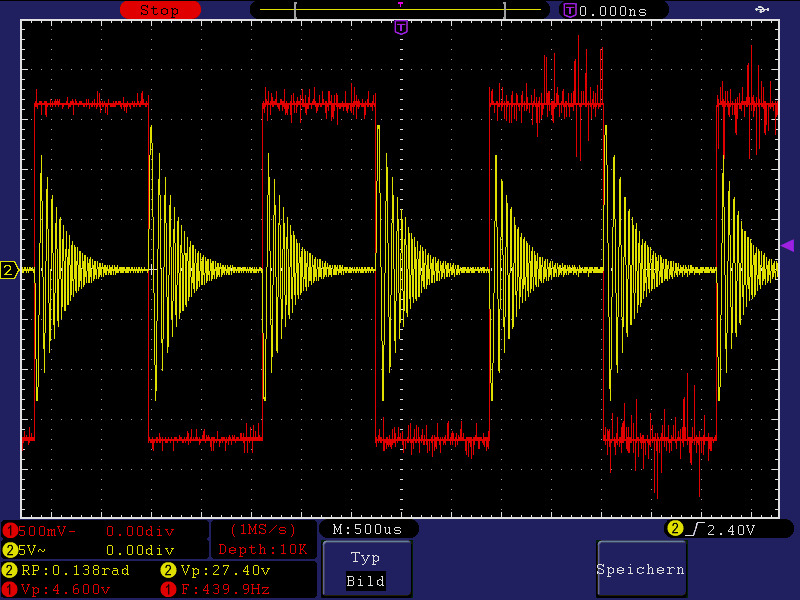 Stop T 0.000ns
T
2
1 500mV- 0.00div (1MS/s) M:500us 2 2.40V
2 5V~ 0.00div Depth:10K
2 RP:0.138rad 2 Vp:27.40v Typ Speichern
1 Vp:4.600v 1 F:439.9Hz Bild